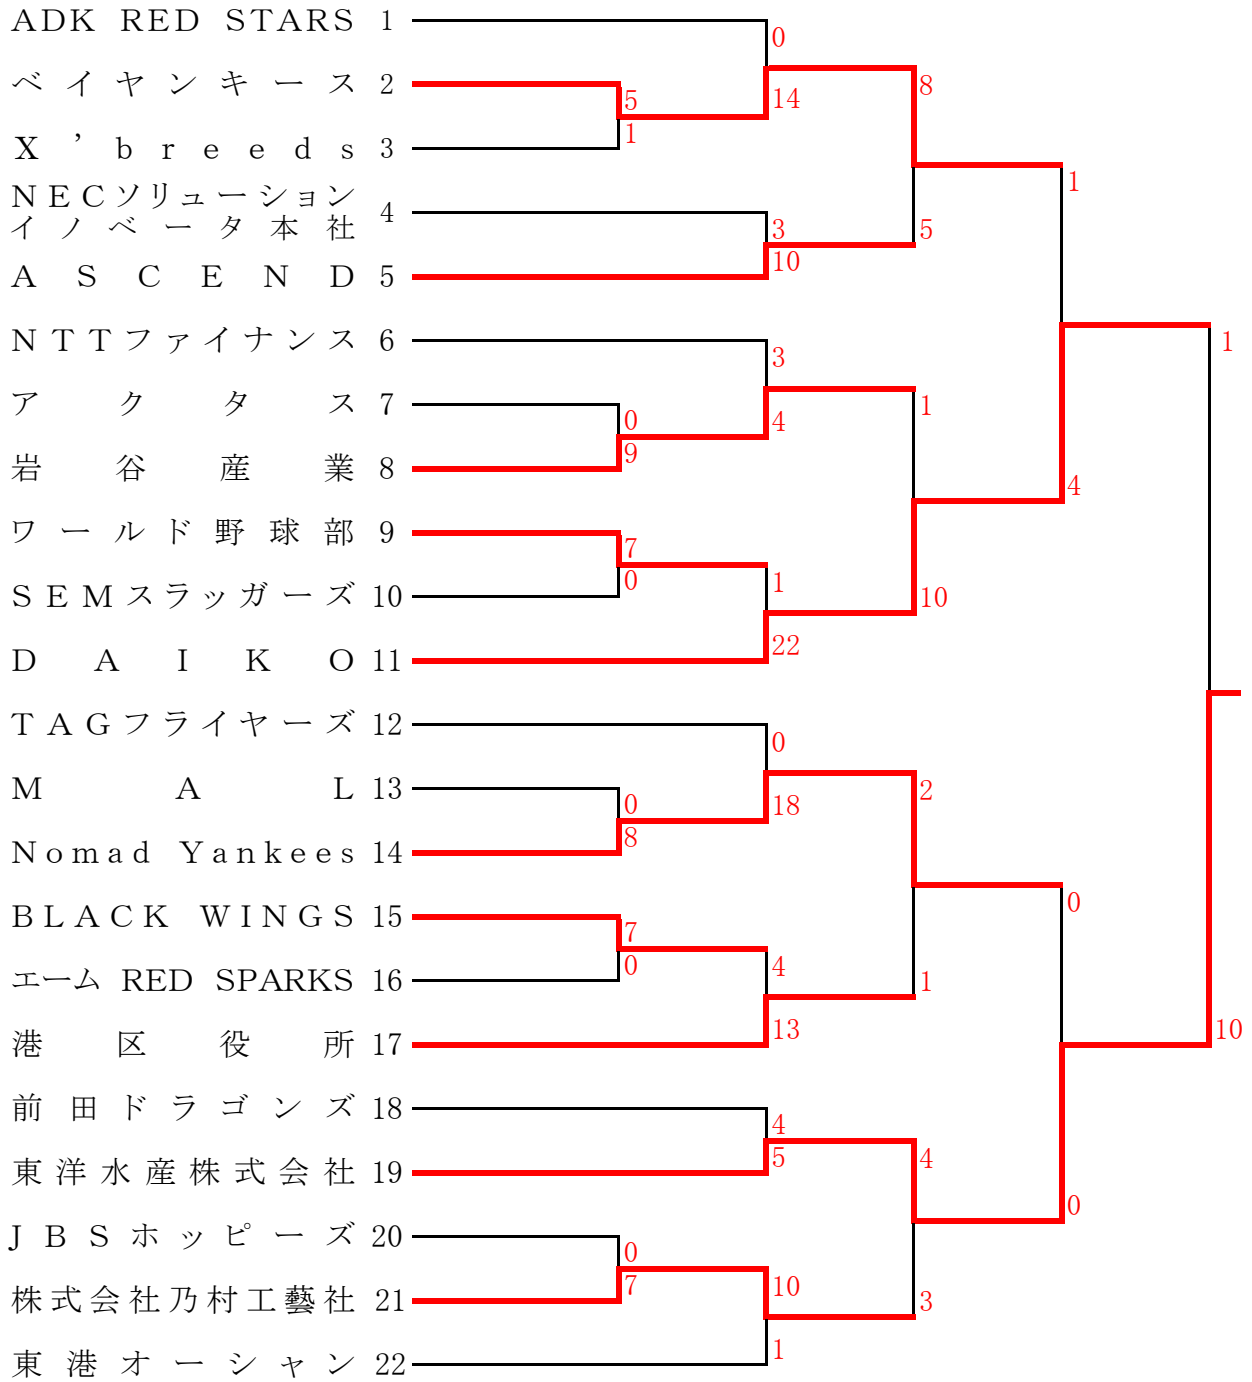 ADK RED STARS 1
ベイヤンキース 2
X’breeds 3
NECソリューション
イノベータ本社 4
ASCEND 5
NTTファイナンス 6
アクタス 7
岩谷産業 8
ワールド野球部 9
SEMスラッガーズ 10
DAIKO 11
TAGフライヤーズ 12
MAL 13
Nomad Yankees 14
BLACK WINGS 15
エーム RED SPARKS 16
港区役所 17
前田ドラゴンズ 18
東洋水産株式会社 19
JBSホッピーズ 20
株式会社乃村工藝社 21
東港オーシャン 22
5
1
0
9
7
0
0
8
7
0
0
7
0
14
3
10
3
4
1
22
0
18
4
13
4
5
10
1
8
5
1
10
2
1
4
3
1
4
0
0
1
10